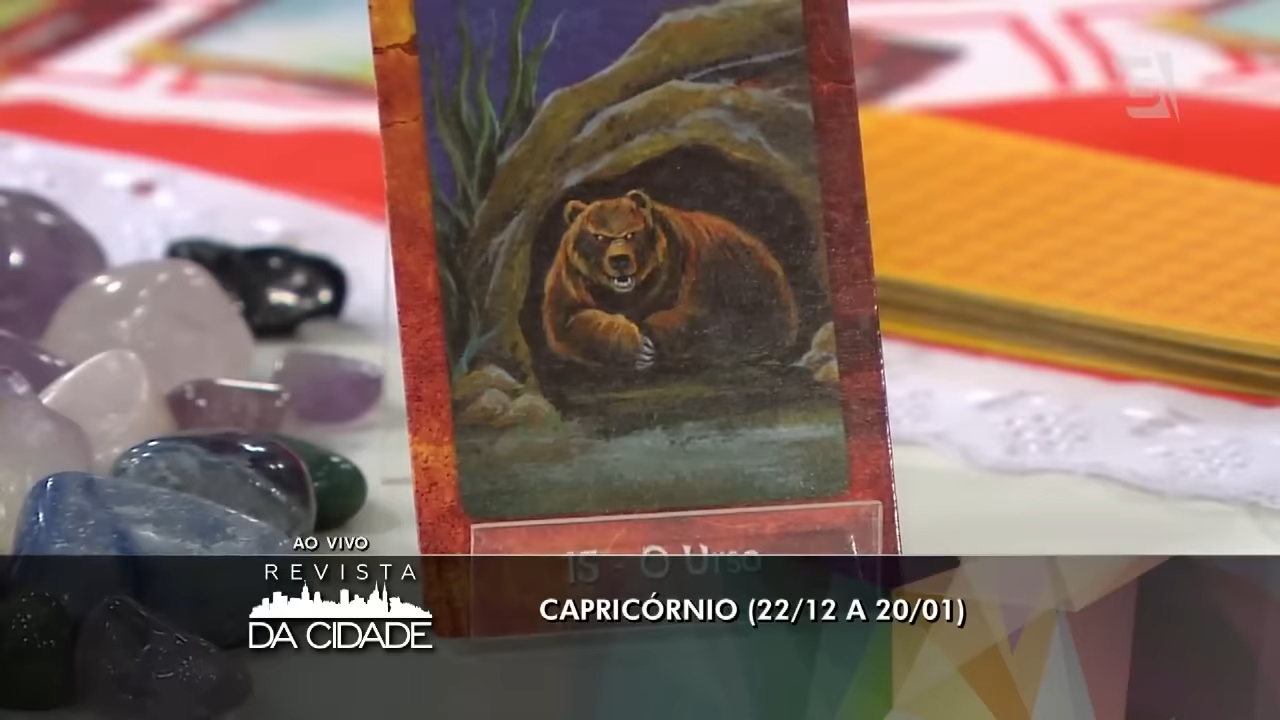 15 - O Urso
AO VIVO
REVISTA
DA CIDADE
CAPRICÓRNIO (22/12 A 20/01)